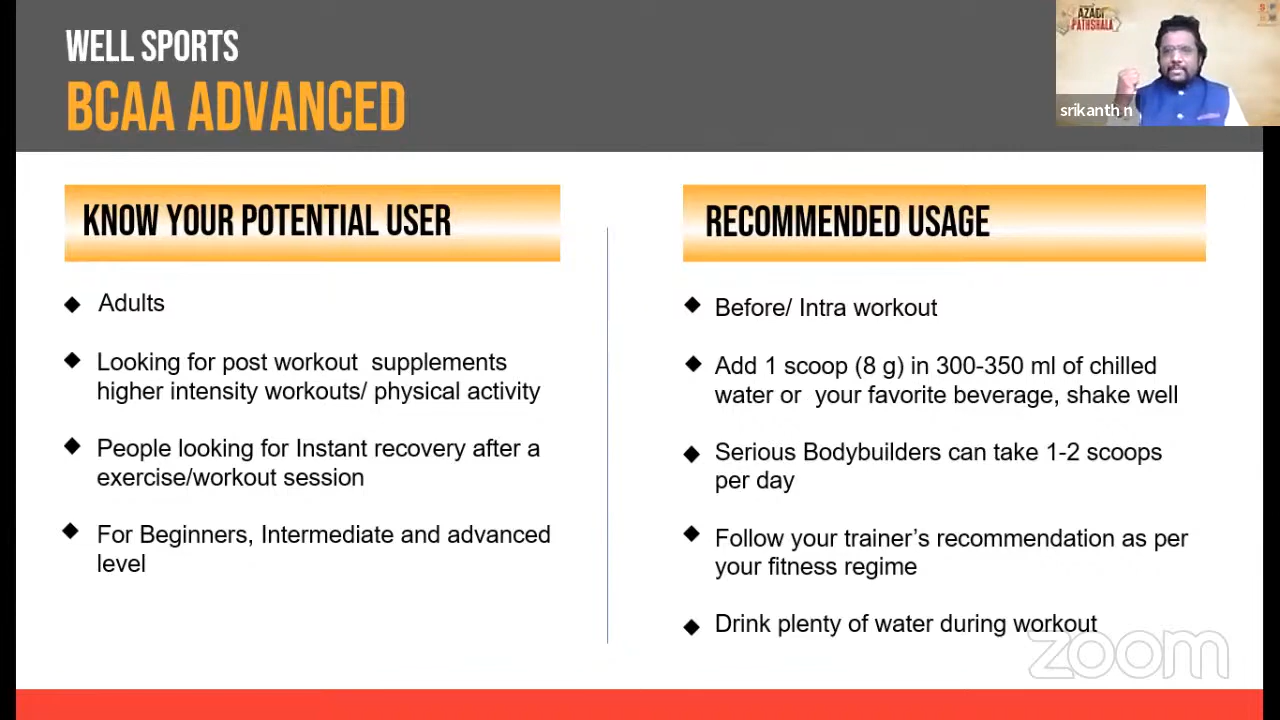 WELL SPORTS
BCAA ADVANCED
AZADI
PATHSHALA
srikanth n
KNOW YOUR POTENTIAL USER
Adults
Looking for post workout supplements
higher intensity workouts/ physical activity
People looking for Instant recovery after a
exercise/workout session
For Beginners, Intermediate and advanced
level
RECOMMENDED USAGE
Before/ Intra workout
Add 1 scoop (8 g) in 300-350 ml of chilled
water or your favorite beverage, shake well
Serious Bodybuilders can take 1-2 scoops
per day
Follow your trainer’s recommendation as per
your fitness regime
Drink plenty of water during workout
zoom